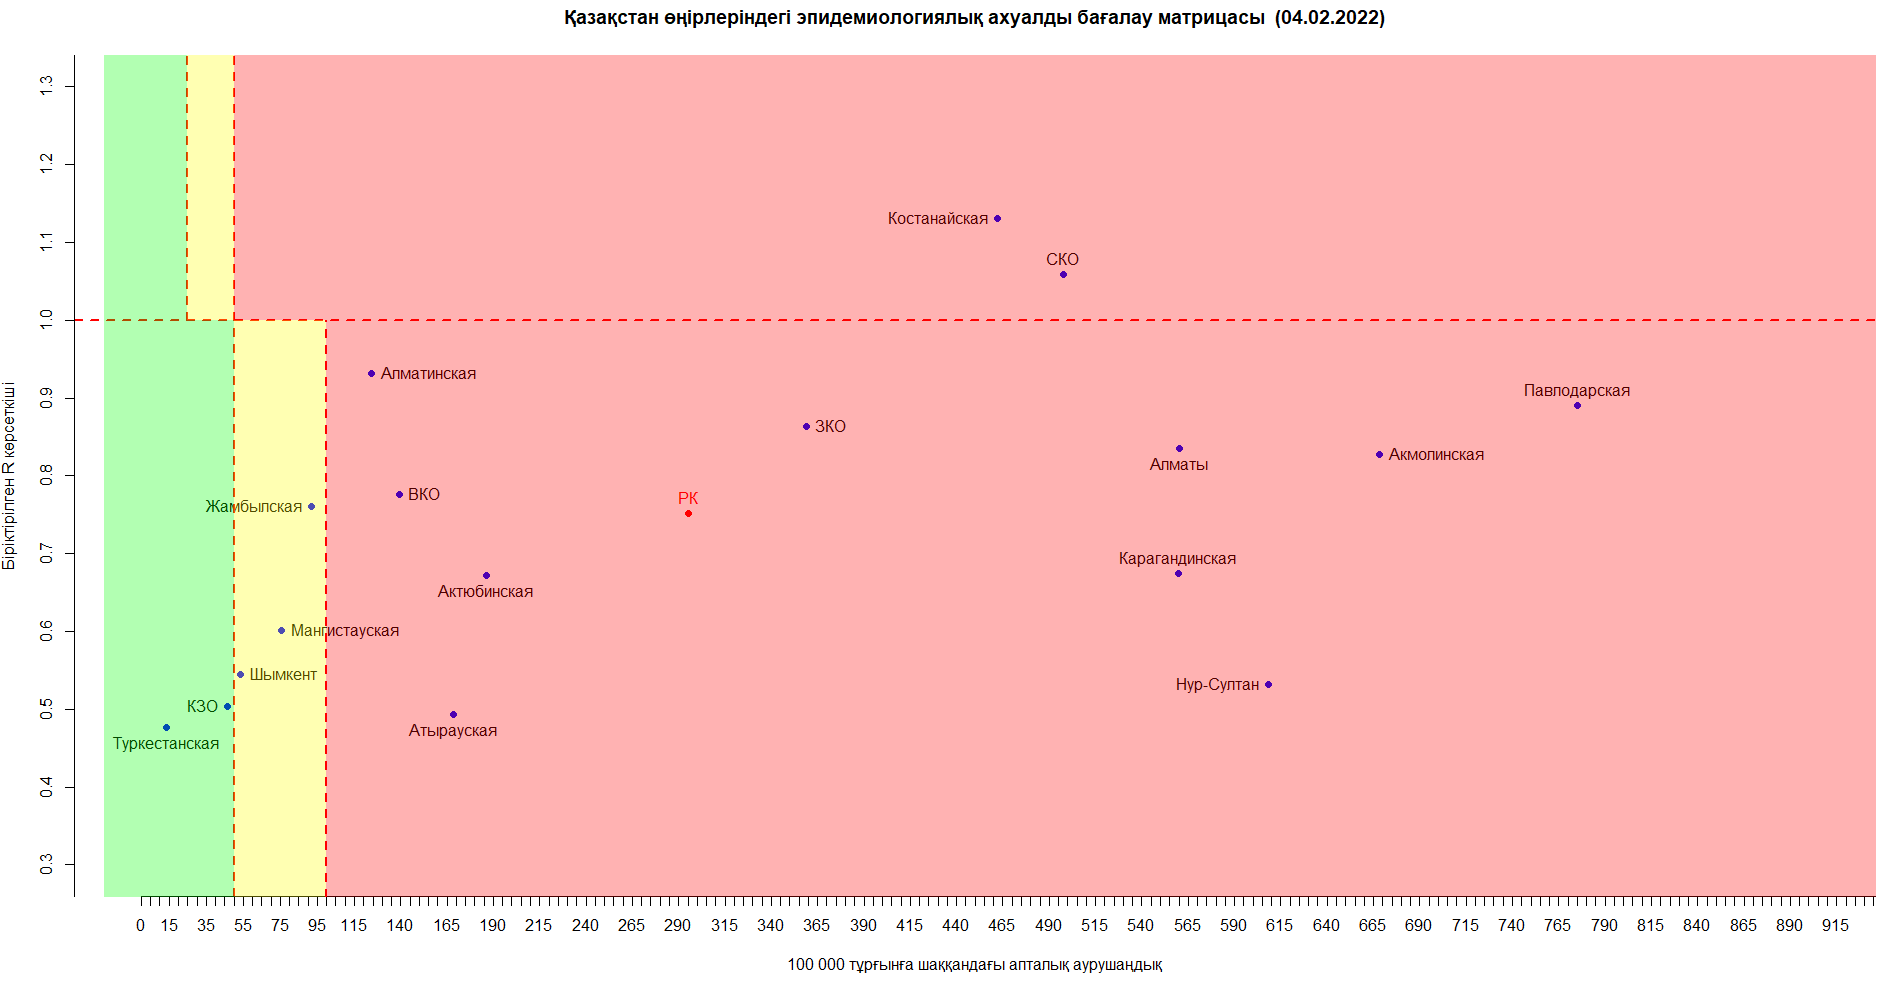 Қазақстан өңірлеріндегі эпидемиологиялық ахуалды бағалау матрицасы (04.02.2022)
Біріктірілген R көрсеткіші
1.3
1.2
1.1
1.0
0.9
0.8
0.7
0.6
0.5
0.4
0.3
Костанайская
СКО
Алматинская
Павлодарская
ЗКО
Алматы
Акмолинская
ВКО
РК
Жамбылская
Карагандинская
Актюбинская
Мангистауская
Шымкент
Нур-Султан
КЗО
Атырауская
Туркестанская
0 15 35 55 75 95 115 140 165 190 215 240 265 290 315 340 365 390 415 440 465 490 515 540 565 590 615 640 665 690 715 740 765 790 815 840 865 890 915
100 000 тұрғынға шаққандағы апталық аурушаңдық